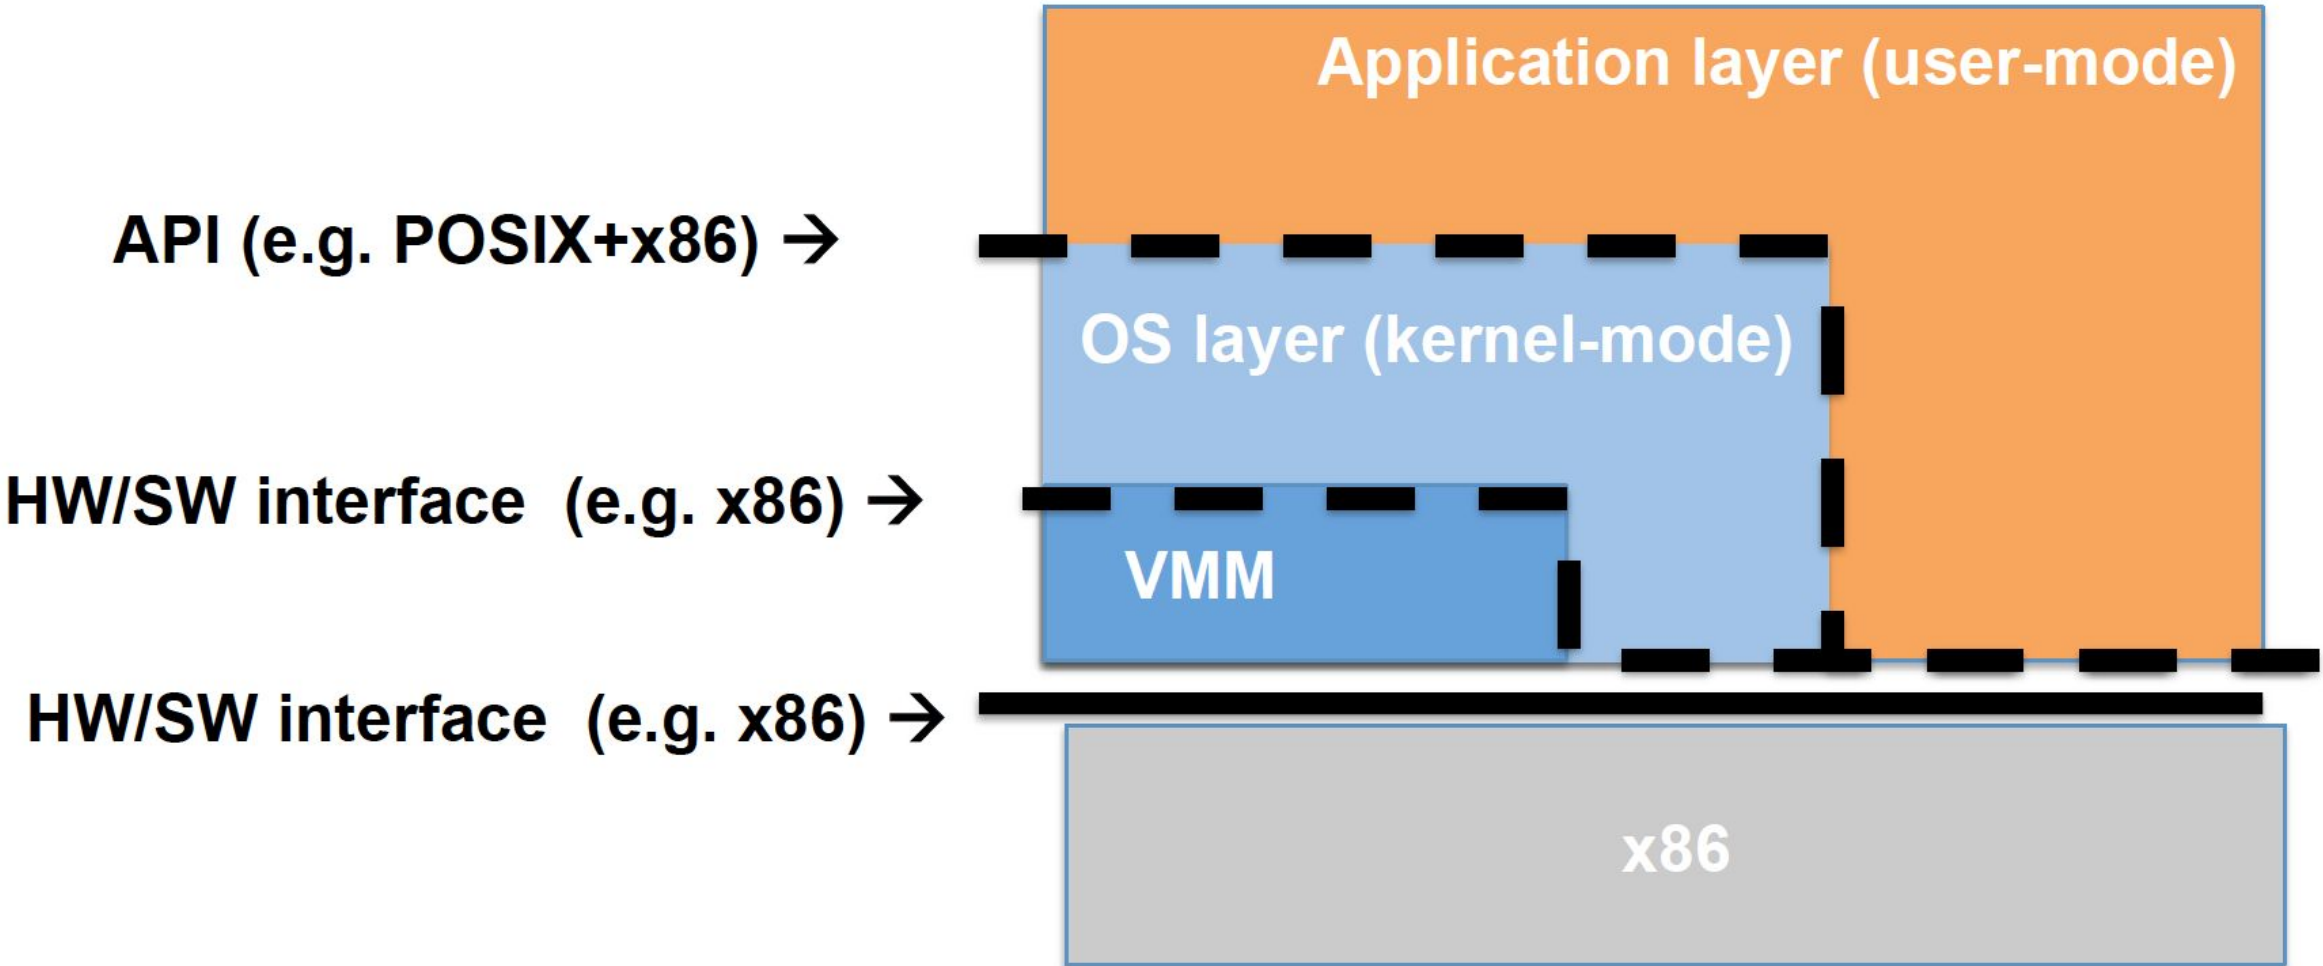 Application layer (user-mode)
API (e.g. POSIX+x86) →
OS layer (kernel-mode)
HW/SW interface (e.g. x86) →
VMM
HW/SW interface (e.g. x86) →
x86